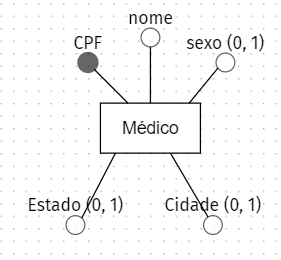 nome
CPF
sexo (0, 1)
Médico
Estado (0, 1)
Cidade (0, 1)